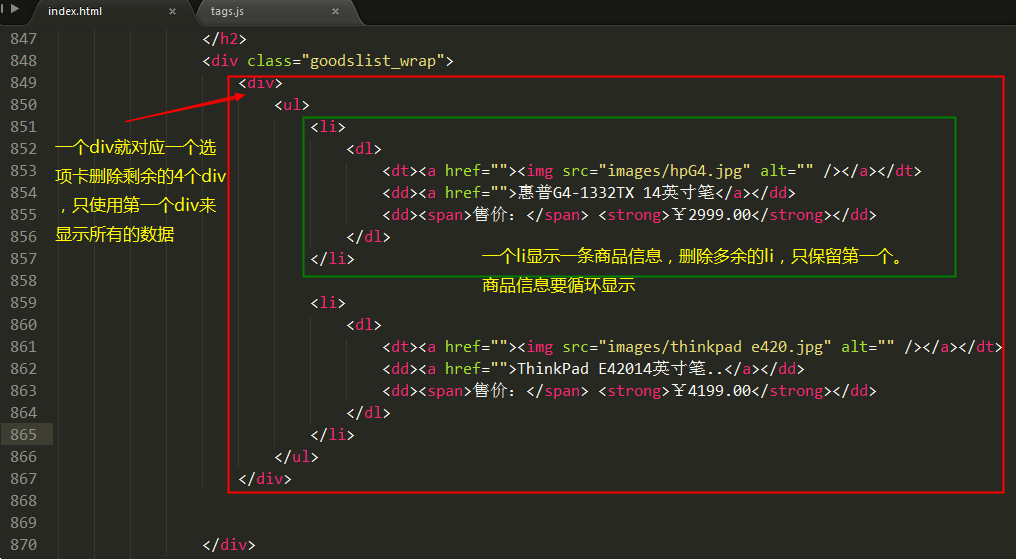 index.html × tags.js ×
847 </h2>
848 <div class="goodslist_wrap">
849 <div>
850 <ul>
851 <li>
852 <dl>
853 <dt><a href=""><img src="images/hpG4.jpg" alt="" /></a></dt>
854 <dd><a href="">惠普G4-1332TX 14英寸笔</a></dd>
855 <dd><span>售价：</span> <strong>￥2999.00</strong></dd>
856 </dl>
857 </li>
858
859 <li>
860 <dl>
861 <dt><a href=""><img src="images/thinkpad e420.jpg" alt="" /></a></dt>
862 <dd><a href="">ThinkPad E42014英寸笔..</a></dd>
863 <dd><span>售价：</span> <strong>￥4199.00</strong></dd>
864 </dl>
865 </li>
866 </ul>
867 </div>
868
869
870 </div>
一个div就对应一个选
项卡删除剩余的4个div
，只使用第一个div来
显示所有的数据
一个li显示一条商品信息，删除多余的li，只保留第一个。
商品信息要循环显示